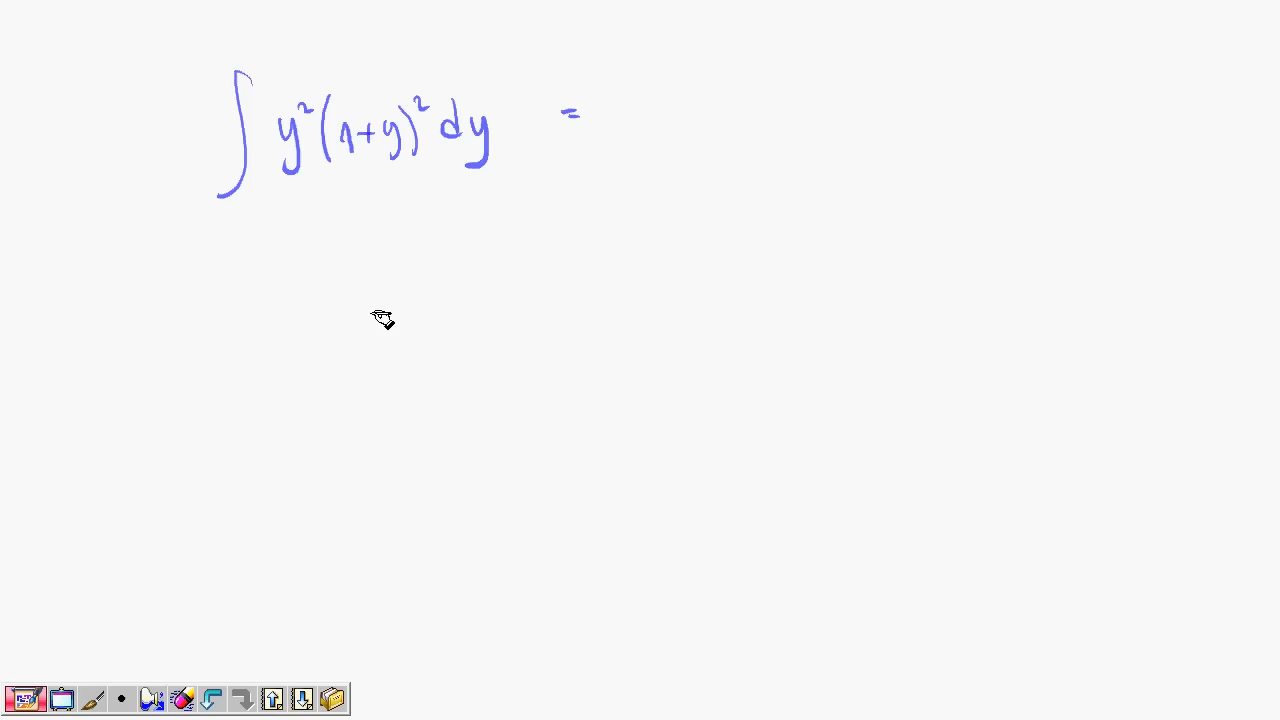 ∫ y²(1+y)² dy =